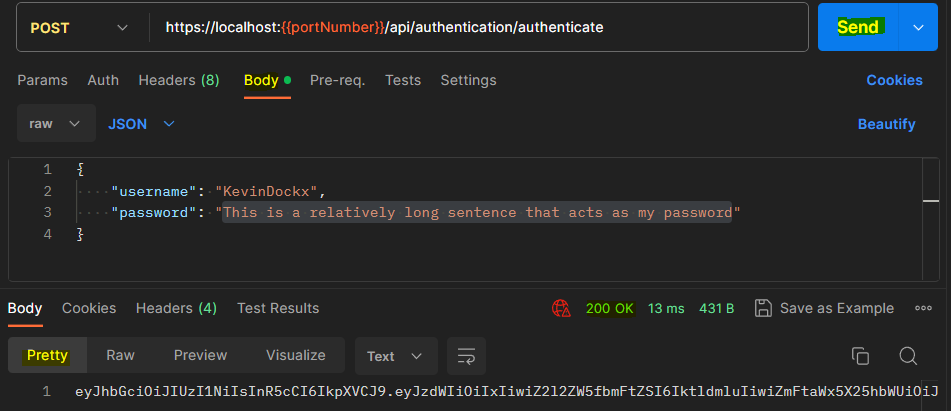 POST https://localhost:{{portNumber}}/api/authentication/authenticate Send
Params Auth Headers (8) Body Pre-req. Tests Settings Cookies
raw JSON Beautify
1 {
2 "username": "KevinDockx",
3 "password": "This is a relatively long sentence that acts as my password"
4 }
Body Cookies Headers (4) Test Results 200 OK 13 ms 431 B Save as Example
Pretty Raw Preview Visualize Text
1 eyJhbGciOiJIUzI1NiIsInR5cCI6IkpXVCJ9.eyJzdWIiOiIxIiwiZ2l2ZW5fbmFtZSI6IktldmluIiwiZmFtaWx5X25hbWUiOiJ